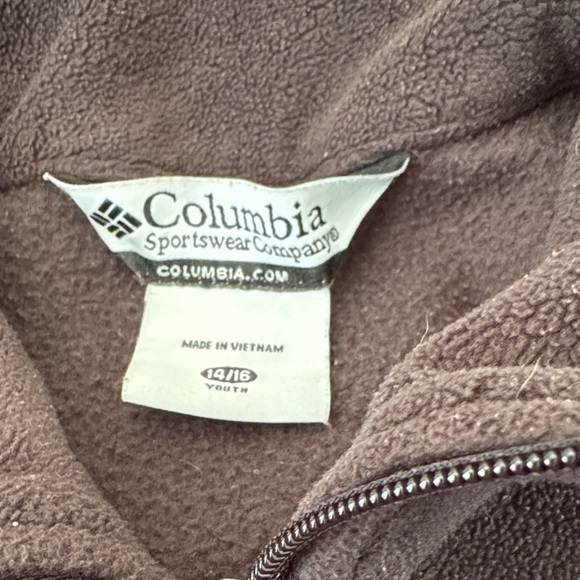 Columbia
Sportswear Company®
COLUMBIA.COM
MADE IN VIETNAM
14/16
YOUTH